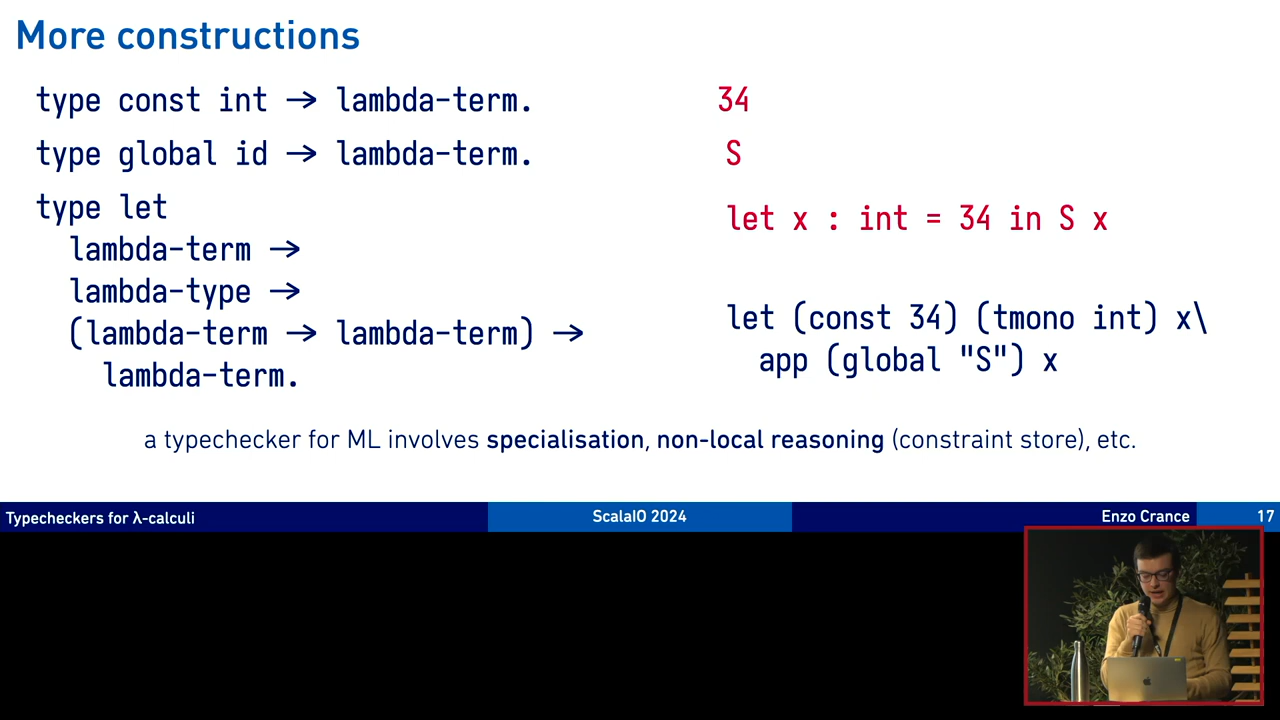 More constructions
type const int → lambda-term.
34
type global id → lambda-term.
S
type let
lambda-term →
lambda-type →
(lambda-term → lambda-term) →
lambda-term.
let x : int = 34 in S x
let (const 34) (tmono int) x\
app (global "S") x
a typechecker for ML involves specialisation, non-local reasoning (constraint store), etc.
Typecheckers for λ-calculi
ScalaIO 2024
Enzo Crance
17